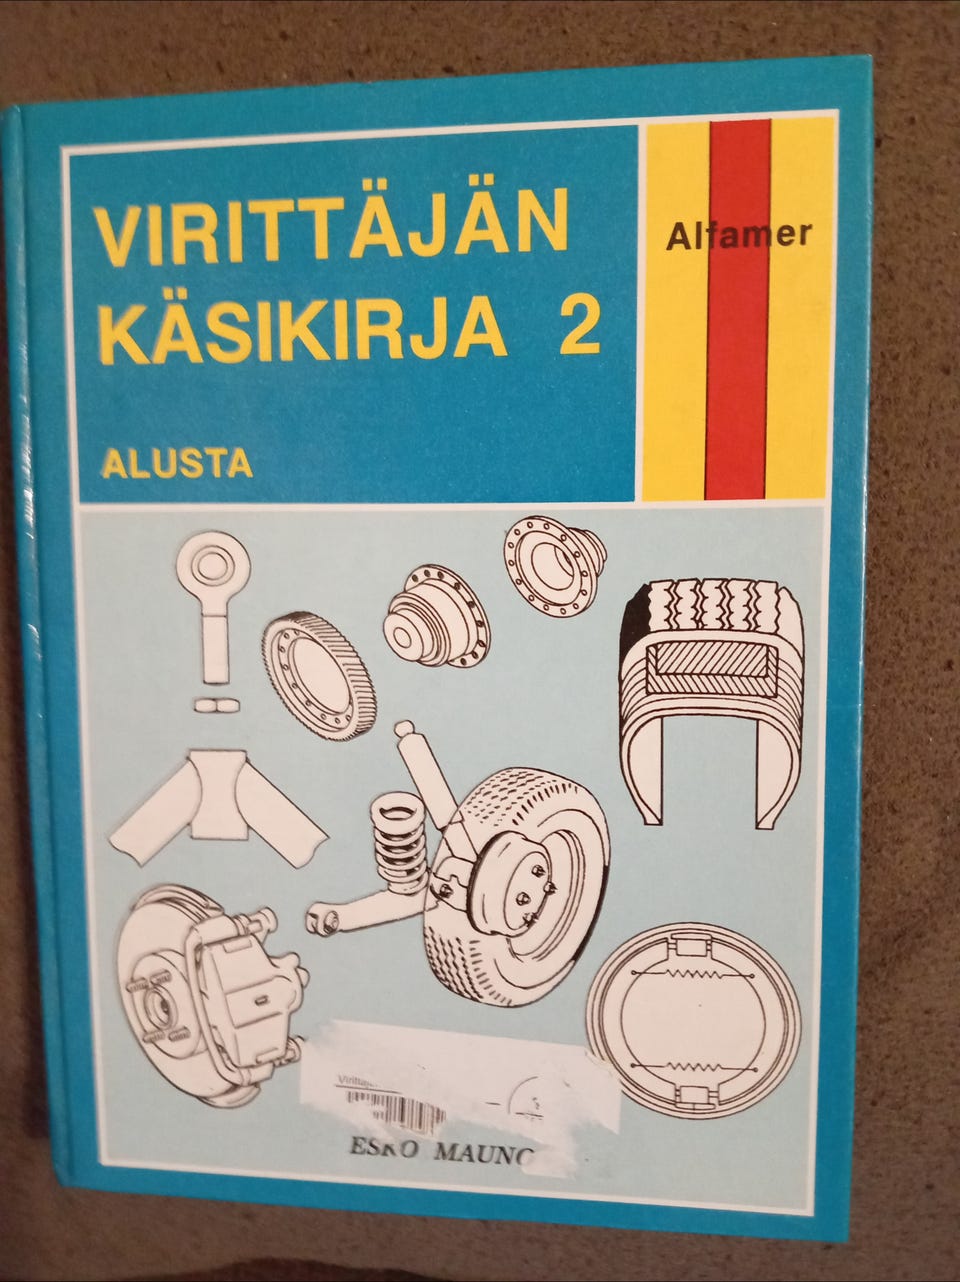 VIRITTÄJÄN
KÄSIKIRJA 2
ALUSTA
Alfamer
ESKO MAUNO